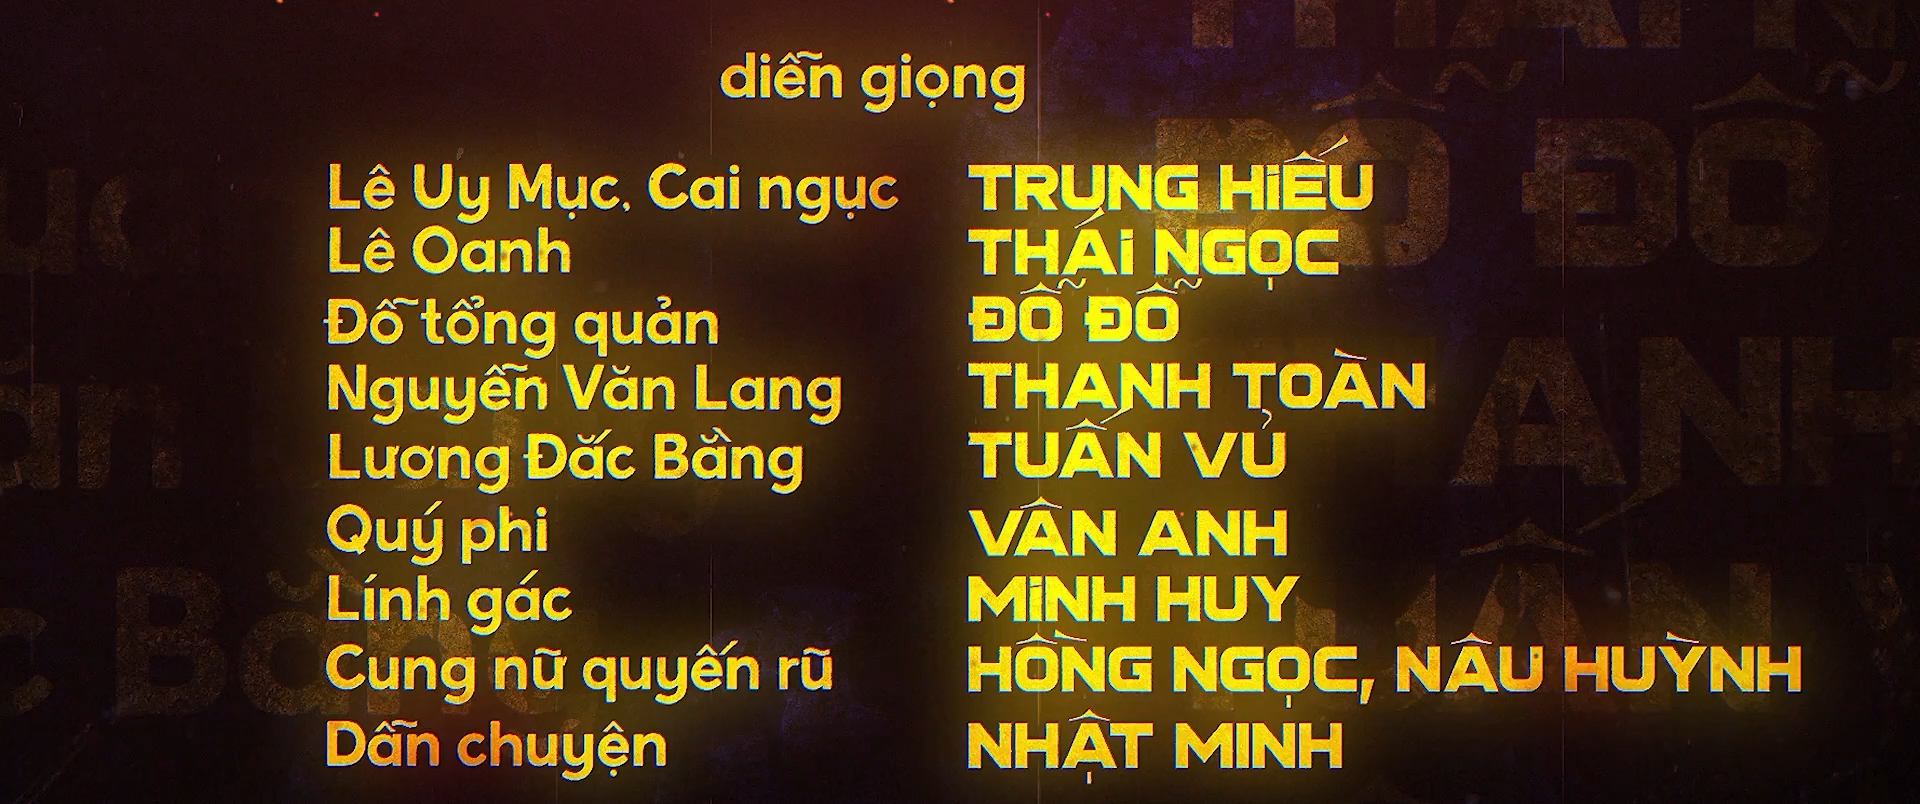 diễn giọng
Lê Uy Mục, Cai ngục TRUNG HIẾU
Lê Oanh THÁI NGỌC
Đỗ tổng quản ĐỖ ĐỖ
Nguyễn Văn Lang THANH TOÀN
Lương Đắc Bằng TUẤN VỦ
Quý phi VÂN ANH
Lính gác MINH HUY
Cung nữ quyến rũ HỒNG NGỌC, NÂU HUỲNH
Dẫn chuyện NHẬT MINH